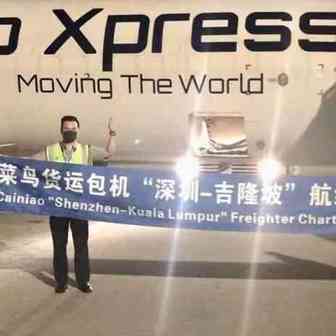 o Xpress
Moving The World
菜鸟货运包机 "深圳-吉隆坡" 航
Cainiao "Shenzhen-Kuala Lumpur" Freighter Chart